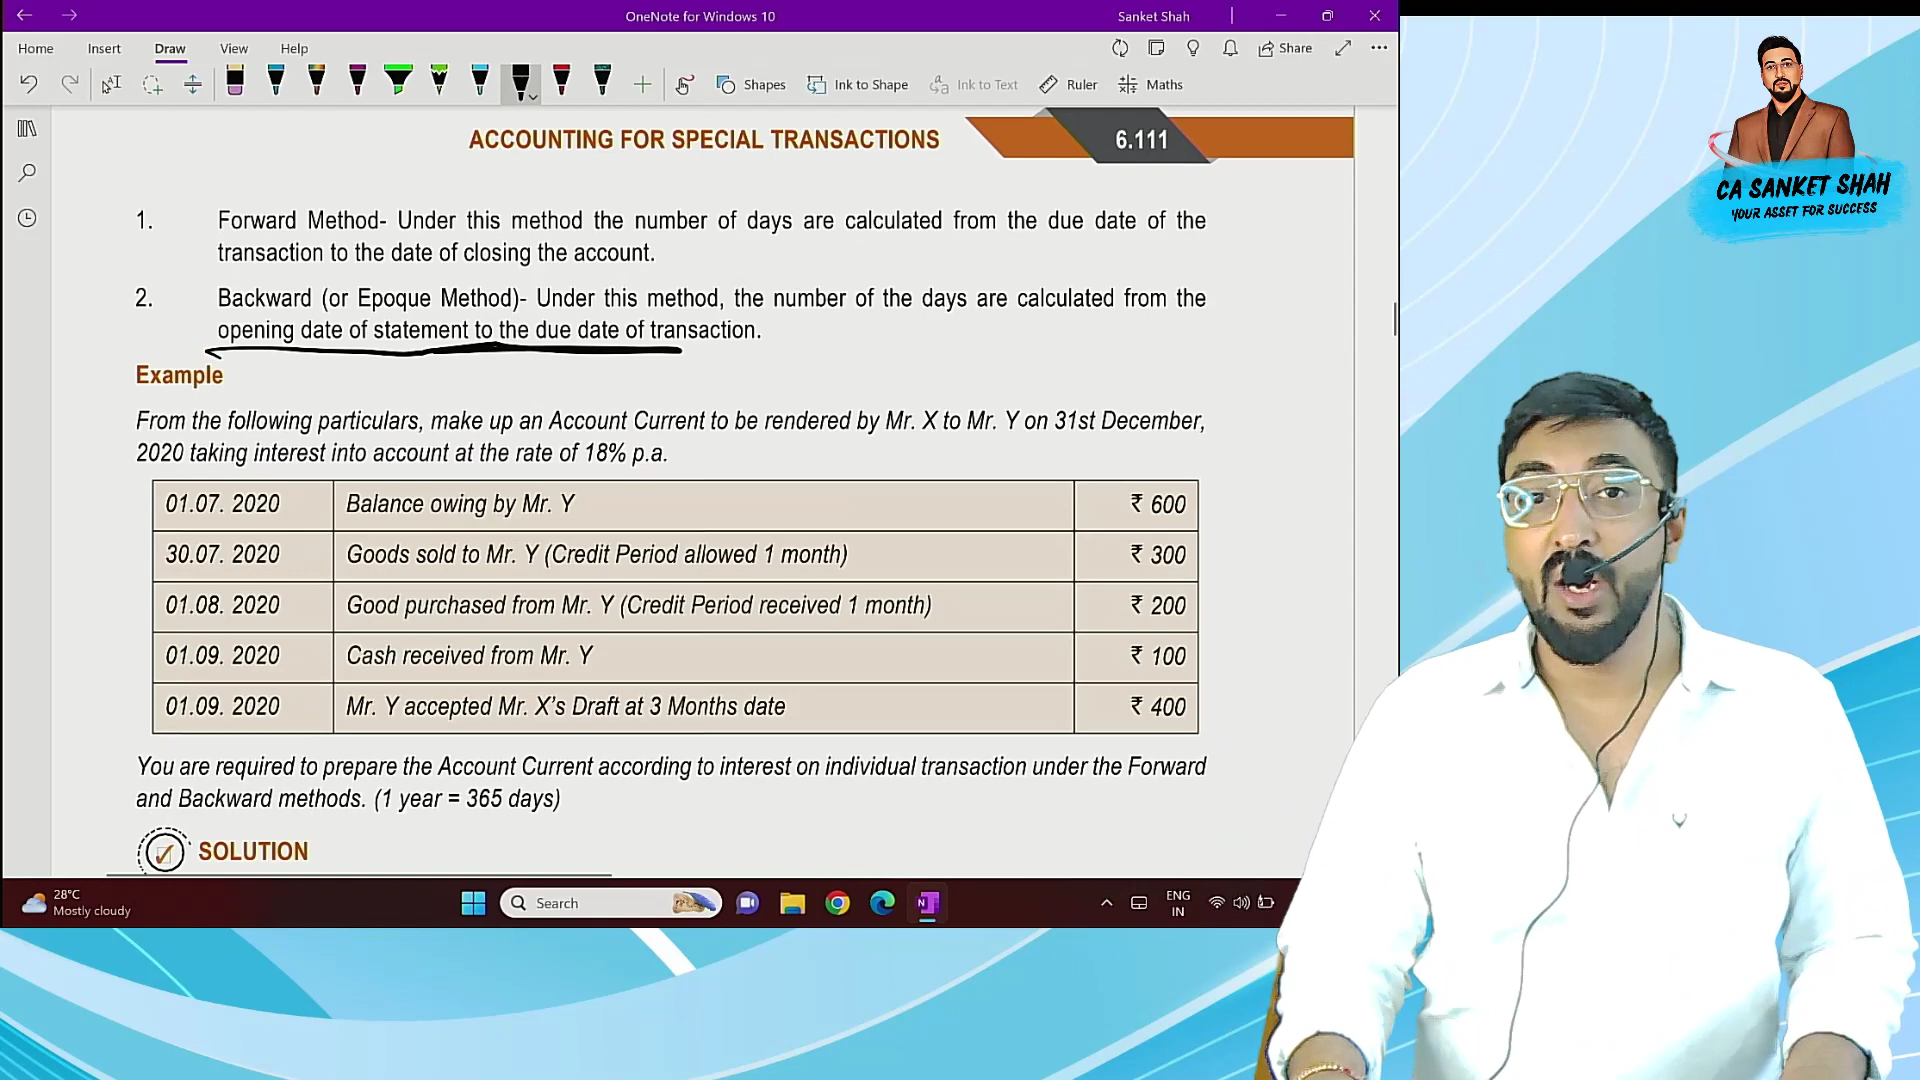 OneNote for Windows 10
Sanket Shah
Home Insert Draw View Help
Share
Shapes Ink to Shape Ink to Text Ruler Maths
ACCOUNTING FOR SPECIAL TRANSACTIONS 6.111
1. Forward Method- Under this method the number of days are calculated from the due date of the
transaction to the date of closing the account.
2. Backward (or Epoque Method)- Under this method, the number of the days are calculated from the
opening date of statement to the due date of transaction.
Example
From the following particulars, make up an Account Current to be rendered by Mr. X to Mr. Y on 31st December,
2020 taking interest into account at the rate of 18% p.a.
01.07. 2020 Balance owing by Mr. Y ₹ 600
30.07. 2020 Goods sold to Mr. Y (Credit Period allowed 1 month) ₹ 300
01.08. 2020 Good purchased from Mr. Y (Credit Period received 1 month) ₹ 200
01.09. 2020 Cash received from Mr. Y ₹ 100
01.09. 2020 Mr. Y accepted Mr. X’s Draft at 3 Months date ₹ 400
You are required to prepare the Account Current according to interest on individual transaction under the Forward
and Backward methods. (1 year = 365 days)
SOLUTION
28°C
Mostly cloudy
Search
ENG
IN
CA SANKET SHAH
YOUR ASSET FOR SUCCESS